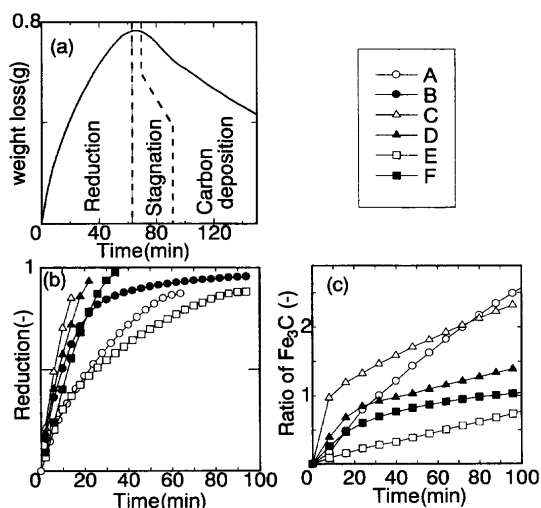 (a)
0.8
weight loss(g)
Reduction
Stagnation
Carbon
deposition
0 40 80 120
Time(min)
A
B
C
D
E
F
(b)
1
Reduction(-)
0 20 40 60 80 100
Time(min)
(c)
2
1
Ratio of Fe3C (-)
0 20 40 60 80 100
Time(min)